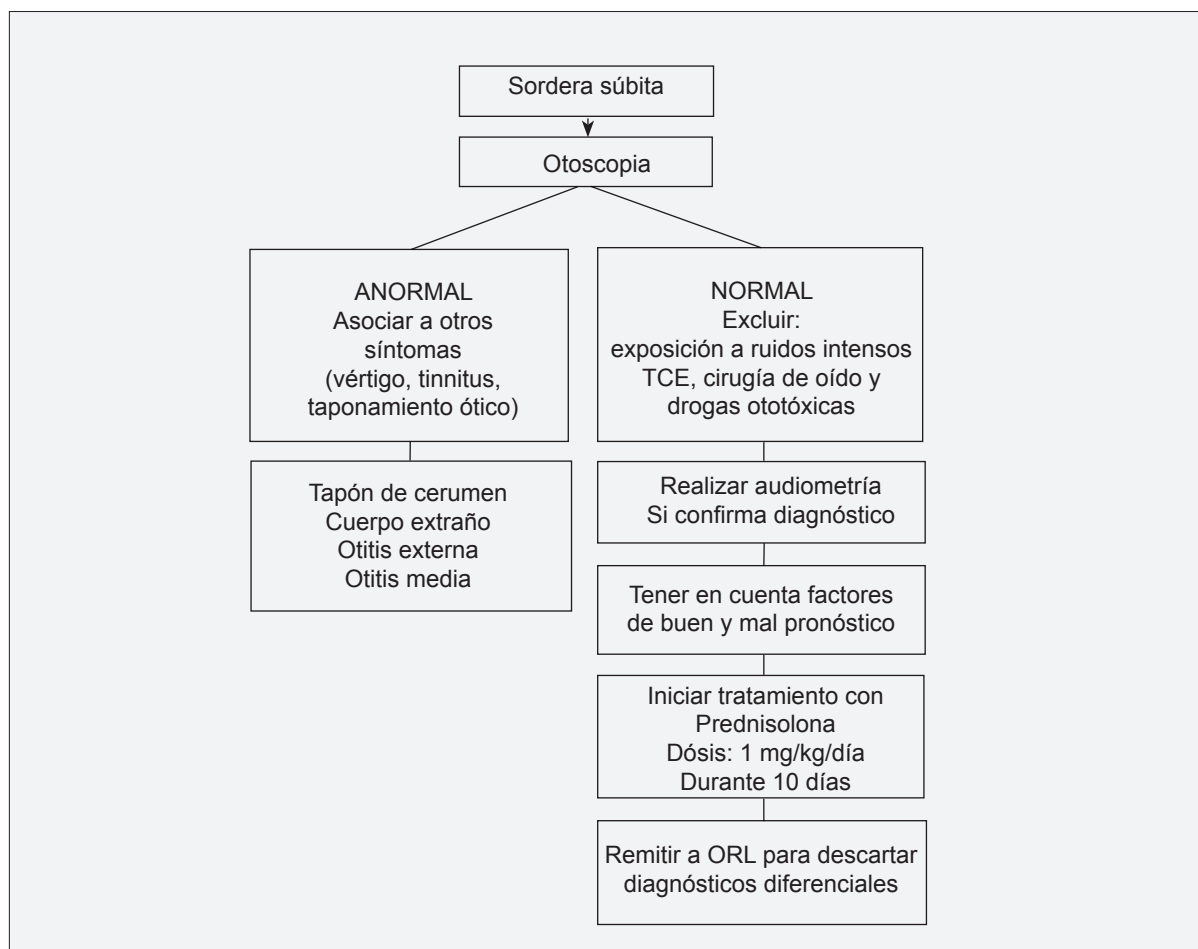 Sordera súbita
Otoscopia
ANORMAL
Asociar a otros
síntomas
(vértigo, tinnitus,
taponamiento ótico)
Tapón de cerumen
Cuerpo extraño
Otitis externa
Otitis media
NORMAL
Excluir:
exposición a ruidos intensos
TCE, cirugía de oído y
drogas ototóxicas
Realizar audiometría
Si confirma diagnóstico
Tener en cuenta factores
de buen y mal pronóstico
Iniciar tratamiento con
Prednisolona
Dósis: 1 mg/kg/día
Durante 10 días
Remitir a ORL para descartar
diagnósticos diferenciales